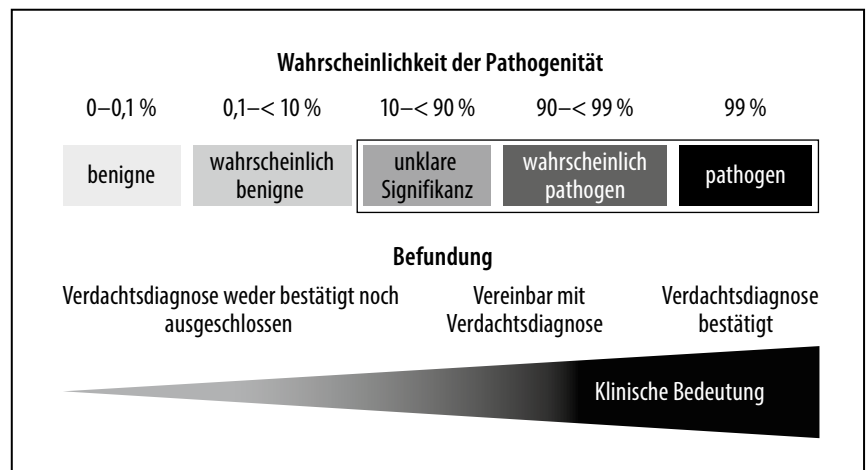 Wahrscheinlichkeit der Pathogenität
0–0,1 % 0,1–< 10 % 10–< 90 % 90–< 99 % 99 %
benigne
wahrscheinlich
benigne
unklare
Signifikanz
wahrscheinlich
pathogen
pathogen
Befundung
Verdachtsdiagnose weder bestätigt noch
ausgeschlossen
Vereinbar mit
Verdachtsdiagnose
Verdachtsdiagnose
bestätigt
Klinische Bedeutung